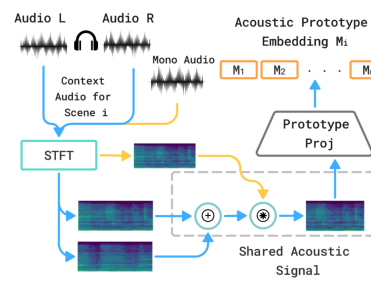 Audio L
Audio R
Acoustic Prototype
Embedding Mi
Mono Audio
M1 M2 . . . M
Context
Audio for
Scene i
STFT
Prototype
Proj
Shared Acoustic
Signal